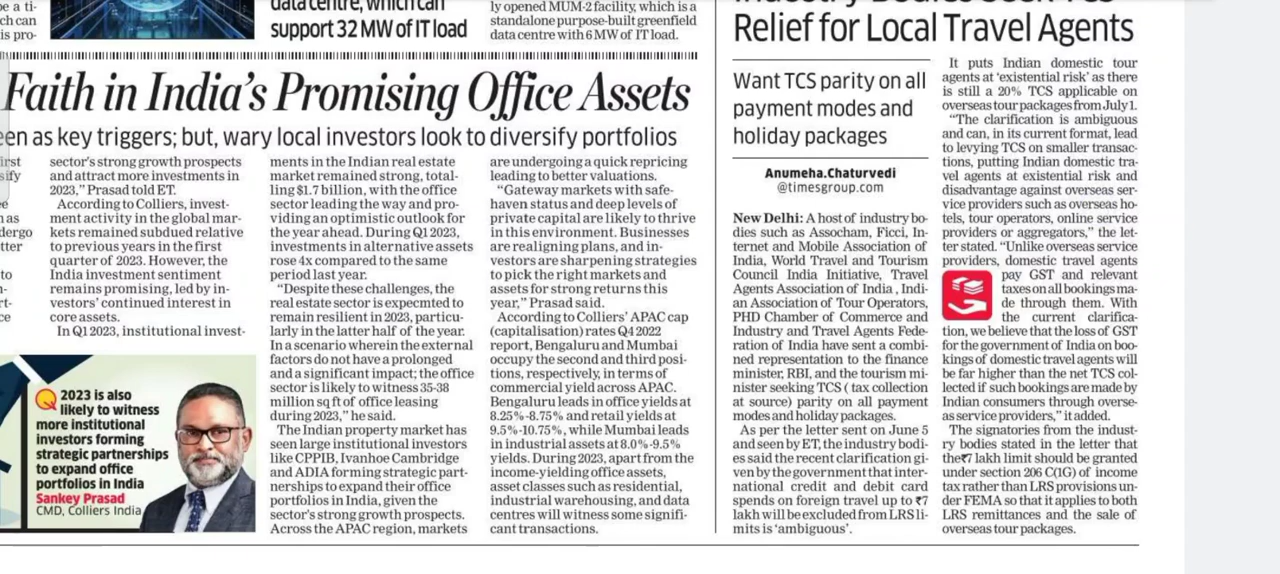 be a ti-
ch can
is pro-
data centre, which can
support 32 MW of IT load
ly opened MUM-2 facility, which is a
standalone purpose-built greenfield
data centre with 6 MW of IT load.
Faith in India's Promising Office Assets
een as key triggers; but, wary local investors look to diversify portfolios
first
sify
e
n as
dergo
tter
to
n-
rt-
ce
sector's strong growth prospects
and attract more investments in
2023," Prasad told ET.
According to Colliers, invest-
ment activity in the global mar-
kets remained subdued relative
to previous years in the first
quarter of 2023. However, the
India investment sentiment
remains promising, led by in-
vestors' continued interest in
core assets.
In Q1 2023, institutional invest-
Q 2023 is also
likely to witness
more institutional
investors forming
strategic partnerships
to expand office
portfolios in India
Sankey Prasad
CMD, Colliers India
ments in the Indian real estate
market remained strong, total-
ling $1.7 billion, with the office
sector leading the way and pro-
viding an optimistic outlook for
the year ahead. During Q1 2023,
investments in alternative assets
rose 4x compared to the same
period last year.
"Despite these challenges, the
real estate sector is expecmted to
remain resilient in 2023, particu-
larly in the latter half of the year.
In a scenario wherein the external
factors do not have a prolonged
and a significant impact; the office
sector is likely to witness 35-38
million sq ft of office leasing
during 2023," he said.
The Indian property market has
seen large institutional investors
like CPPIB, Ivanhoe Cambridge
and ADIA forming strategic part-
nerships to expand their office
portfolios in India, given the
sector's strong growth prospects.
Across the APAC region, markets
are undergoing a quick repricing
leading to better valuations.
"Gateway markets with safe-
haven status and deep levels of
private capital are likely to thrive
in this environment. Businesses
are realigning plans, and in-
vestors are sharpening strategies
to pick the right markets and
assets for strong returns this
year," Prasad said.
According to Colliers' APAC cap
(capitalisation) rates Q4 2022
report, Bengaluru and Mumbai
occupy the second and third posi-
tions, respectively, in terms of
commercial yield across APAC.
Bengaluru leads in office yields at
8.25%-8.75% and retail yields at
9.5%-10.75%, while Mumbai leads
in industrial assets at 8.0%-9.5%
yields. During 2023, apart from the
income-yielding office assets,
asset classes such as residential,
industrial warehousing, and data
centres will witness some signifi-
cant transactions.
Industry Bodies Seek TCS
Relief for Local Travel Agents
Want TCS parity on all
payment modes and
holiday packages
Anumeha.Chaturvedi
@timesgroup.com
New Delhi: A host of industry bo-
dies such as Assocham, Ficci, In-
ternet and Mobile Association of
India, World Travel and Tourism
Council India Initiative, Travel
Agents Association of India , Indi-
an Association of Tour Operators,
PHD Chamber of Commerce and
Industry and Travel Agents Fede-
ration of India have sent a combi-
ned representation to the finance
minister, RBI, and the tourism mi-
nister seeking TCS ( tax collection
at source) parity on all payment
modes and holiday packages.
As per the letter sent on June 5
and seen by ET, the industry bodi-
es said the recent clarification gi-
ven by the government that inter-
national credit and debit card
spends on foreign travel up to ₹7
lakh will be excluded from LRS li-
mits is 'ambiguous'.
It puts Indian domestic tour
agents at 'existential risk' as there
is still a 20% TCS applicable on
overseas tour packages from July 1.
"The clarification is ambiguous
and can, in its current format, lead
to levying TCS on smaller transac-
tions, putting Indian domestic tra-
vel agents at existential risk and
disadvantage against overseas ser-
vice providers such as overseas ho-
tels, tour operators, online service
providers or aggregators," the let-
ter stated. "Unlike overseas service
providers, domestic travel agents
pay GST and relevant
taxes on all bookings ma-
de through them. With
the current clarifica-
tion, we believe that the loss of GST
for the government of India on boo-
kings of domestic travel agents will
be far higher than the net TCS col-
lected if such bookings are made by
Indian consumers through overse-
as service providers," it added.
The signatories from the indust-
ry bodies stated in the letter that
the₹7 lakh limit should be granted
under section 206 C(1G) of income
tax rather than LRS provisions un-
der FEMA so that it applies to both
LRS remittances and the sale of
overseas tour packages.